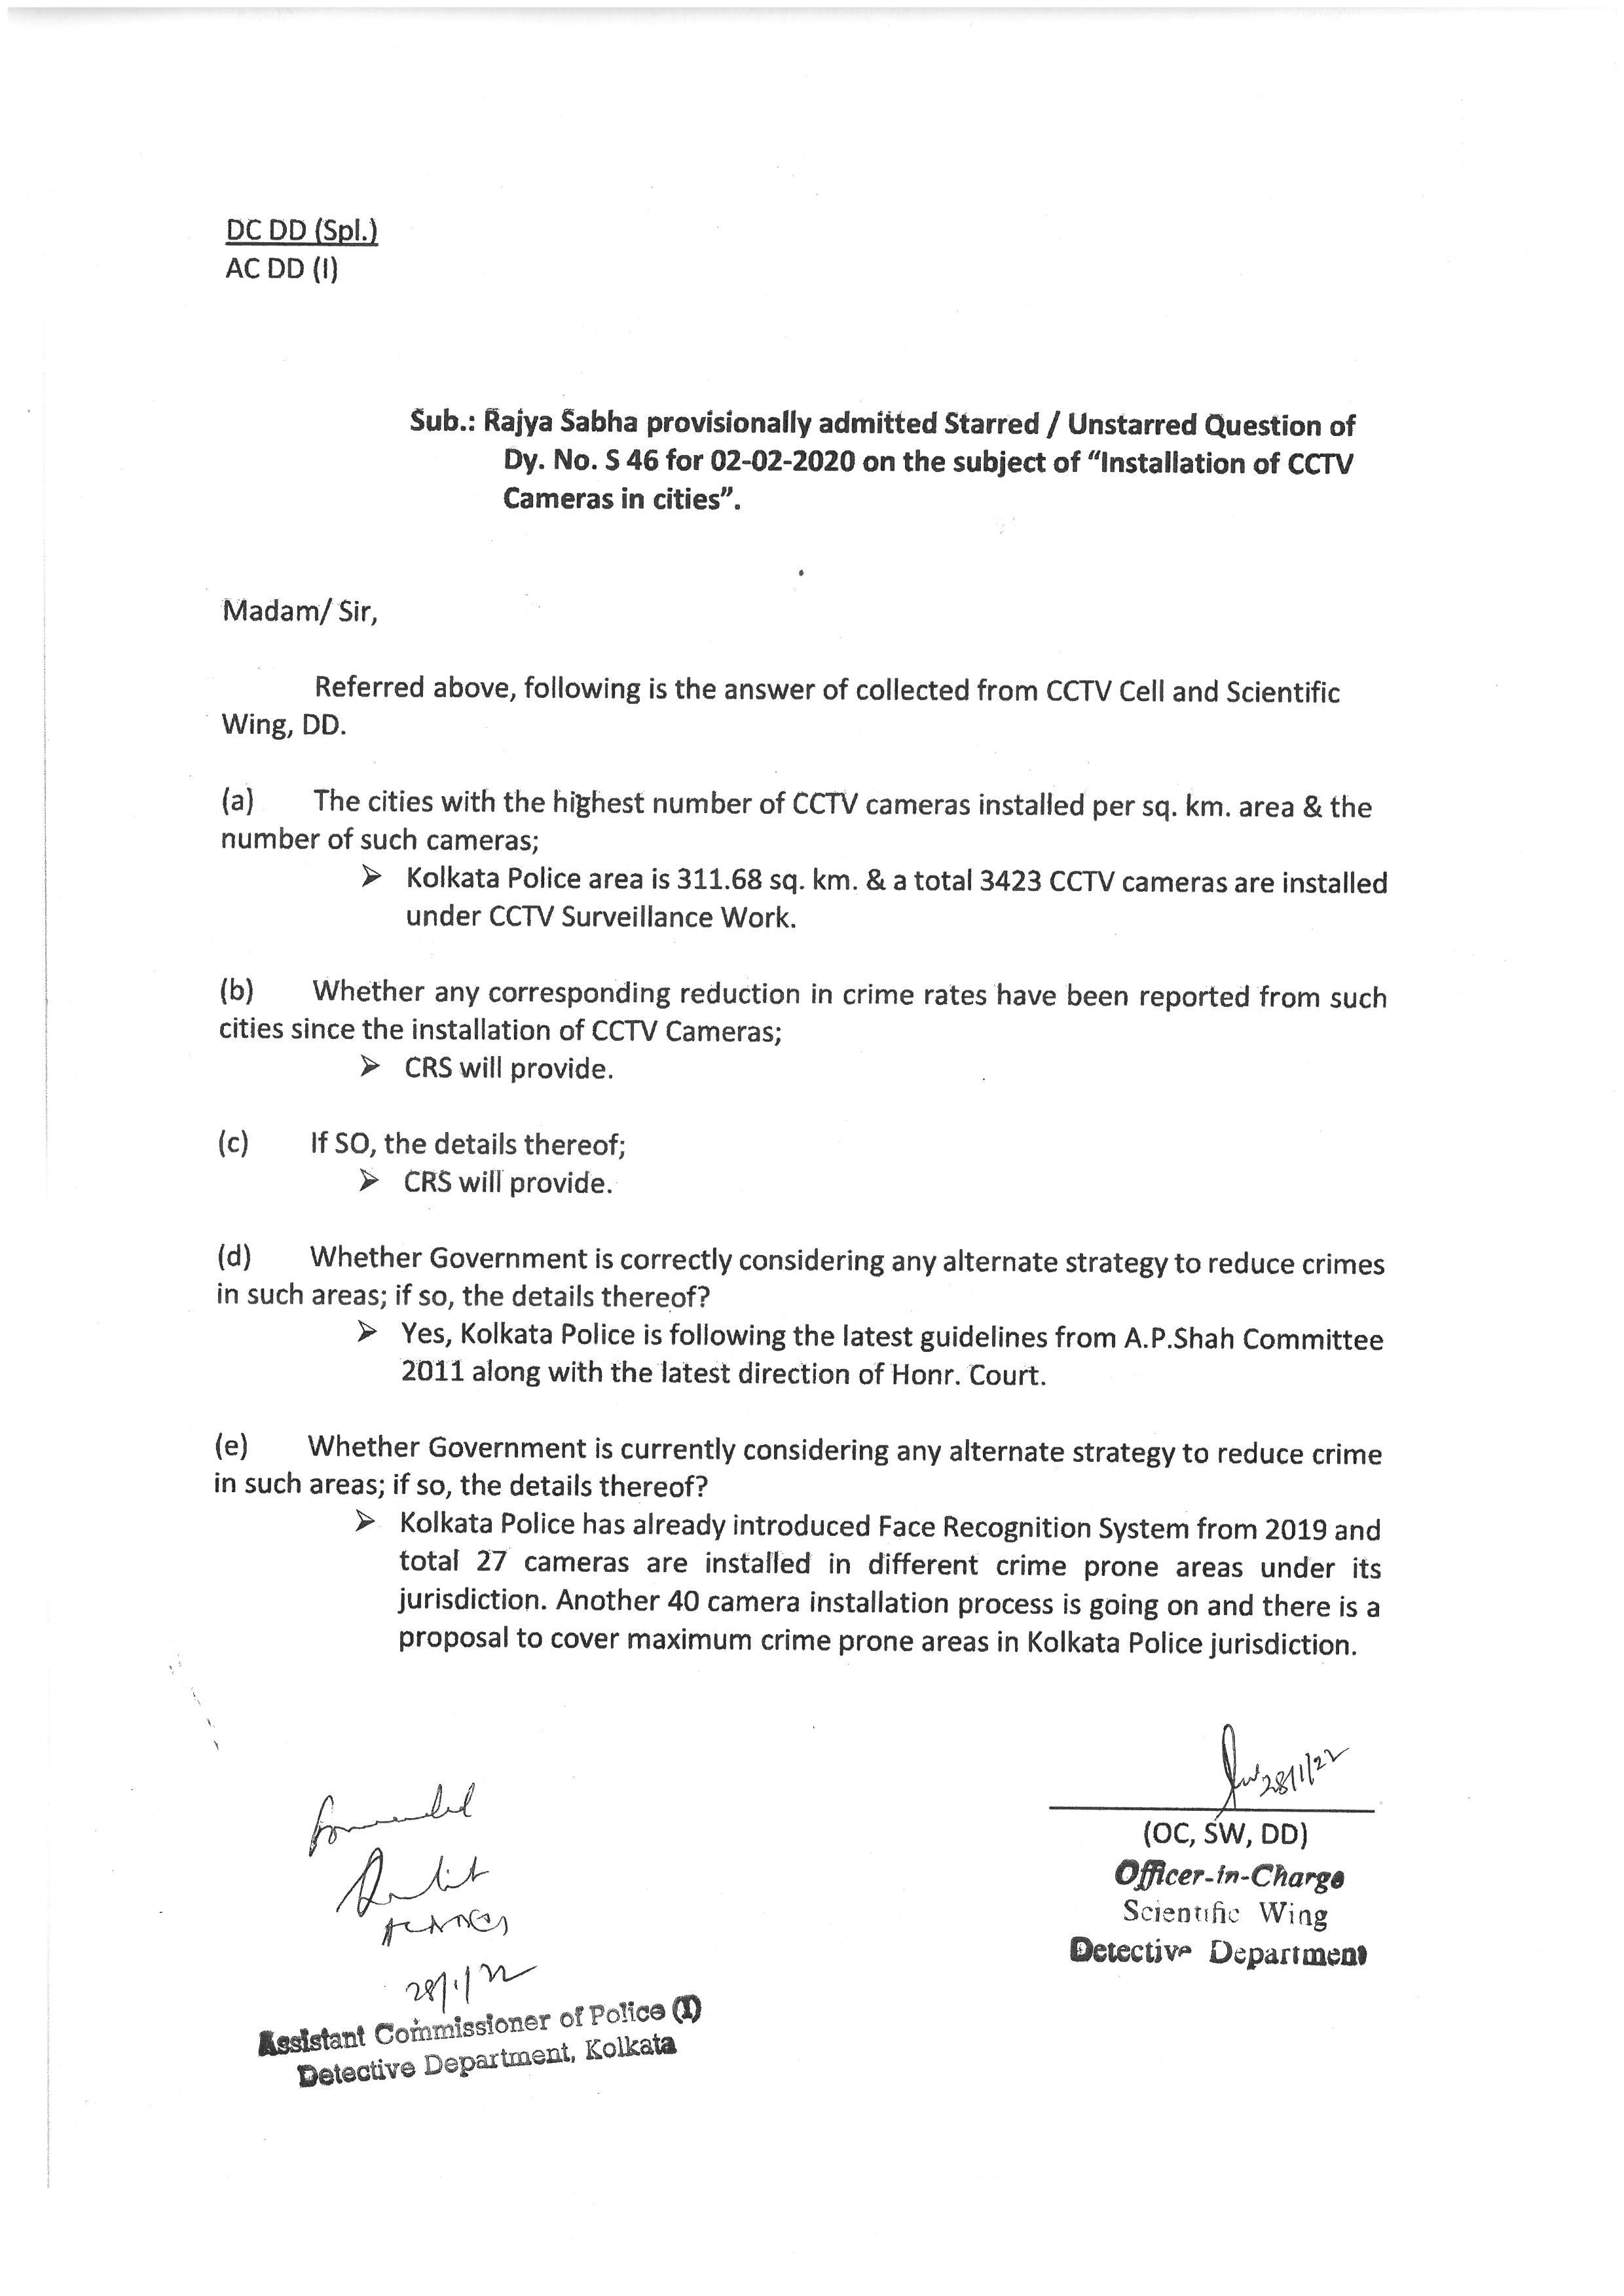 DC DD (Spl.)
AC DD (I)
Sub.: Rajya Sabha provisionally admitted Starred / Unstarred Question of
Dy. No. S 46 for 02-02-2020 on the subject of “Installation of CCTV
Cameras in cities”.
Madam/ Sir,
Referred above, following is the answer of collected from CCTV Cell and Scientific
Wing, DD.
(a) The cities with the highest number of CCTV cameras installed per sq. km. area & the
number of such cameras;
➢ Kolkata Police area is 311.68 sq. km. & a total 3423 CCTV cameras are installed
under CCTV Surveillance Work.
(b) Whether any corresponding reduction in crime rates have been reported from such
cities since the installation of CCTV Cameras;
➢ CRS will provide.
(c) If SO, the details thereof;
➢ CRS will provide.
(d) Whether Government is correctly considering any alternate strategy to reduce crimes
in such areas; if so, the details thereof?
➢ Yes, Kolkata Police is following the latest guidelines from A.P.Shah Committee
2011 along with the latest direction of Honr. Court.
(e) Whether Government is currently considering any alternate strategy to reduce crime
in such areas; if so, the details thereof?
➢ Kolkata Police has already introduced Face Recognition System from 2019 and
total 27 cameras are installed in different crime prone areas under its
jurisdiction. Another 40 camera installation process is going on and there is a
proposal to cover maximum crime prone areas in Kolkata Police jurisdiction.
28/1/22
(OC, SW, DD)
Officer-in-Charge
Scientific Wing
Detective Department
28/1/22
Assistant Commissioner of Police (I)
Detective Department, Kolkata